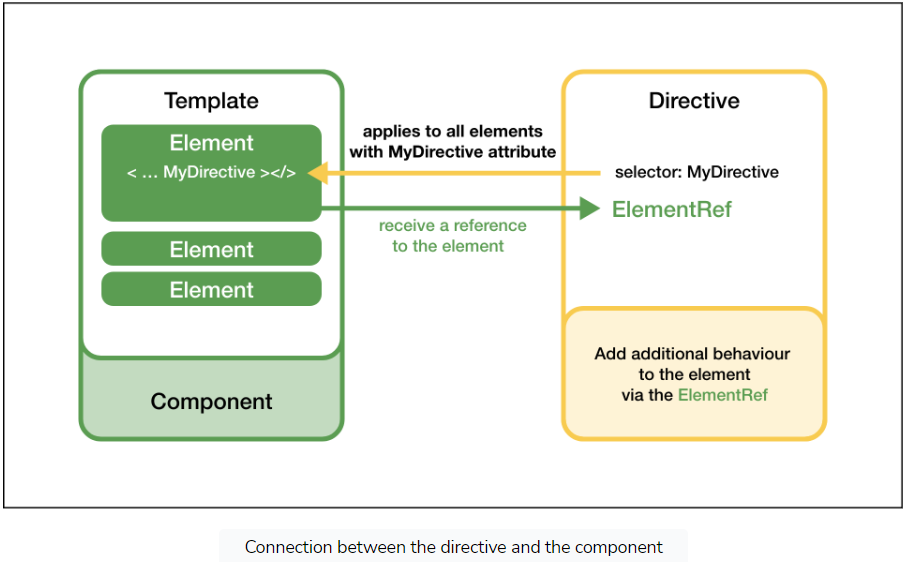 Template
Element
< ... MyDirective ></>
Element
Element
Component
applies to all elements
with MyDirective attribute
receive a reference
to the element
Directive
selector: MyDirective
ElementRef
Add additional behaviour
to the element
via the ElementRef
Connection between the directive and the component